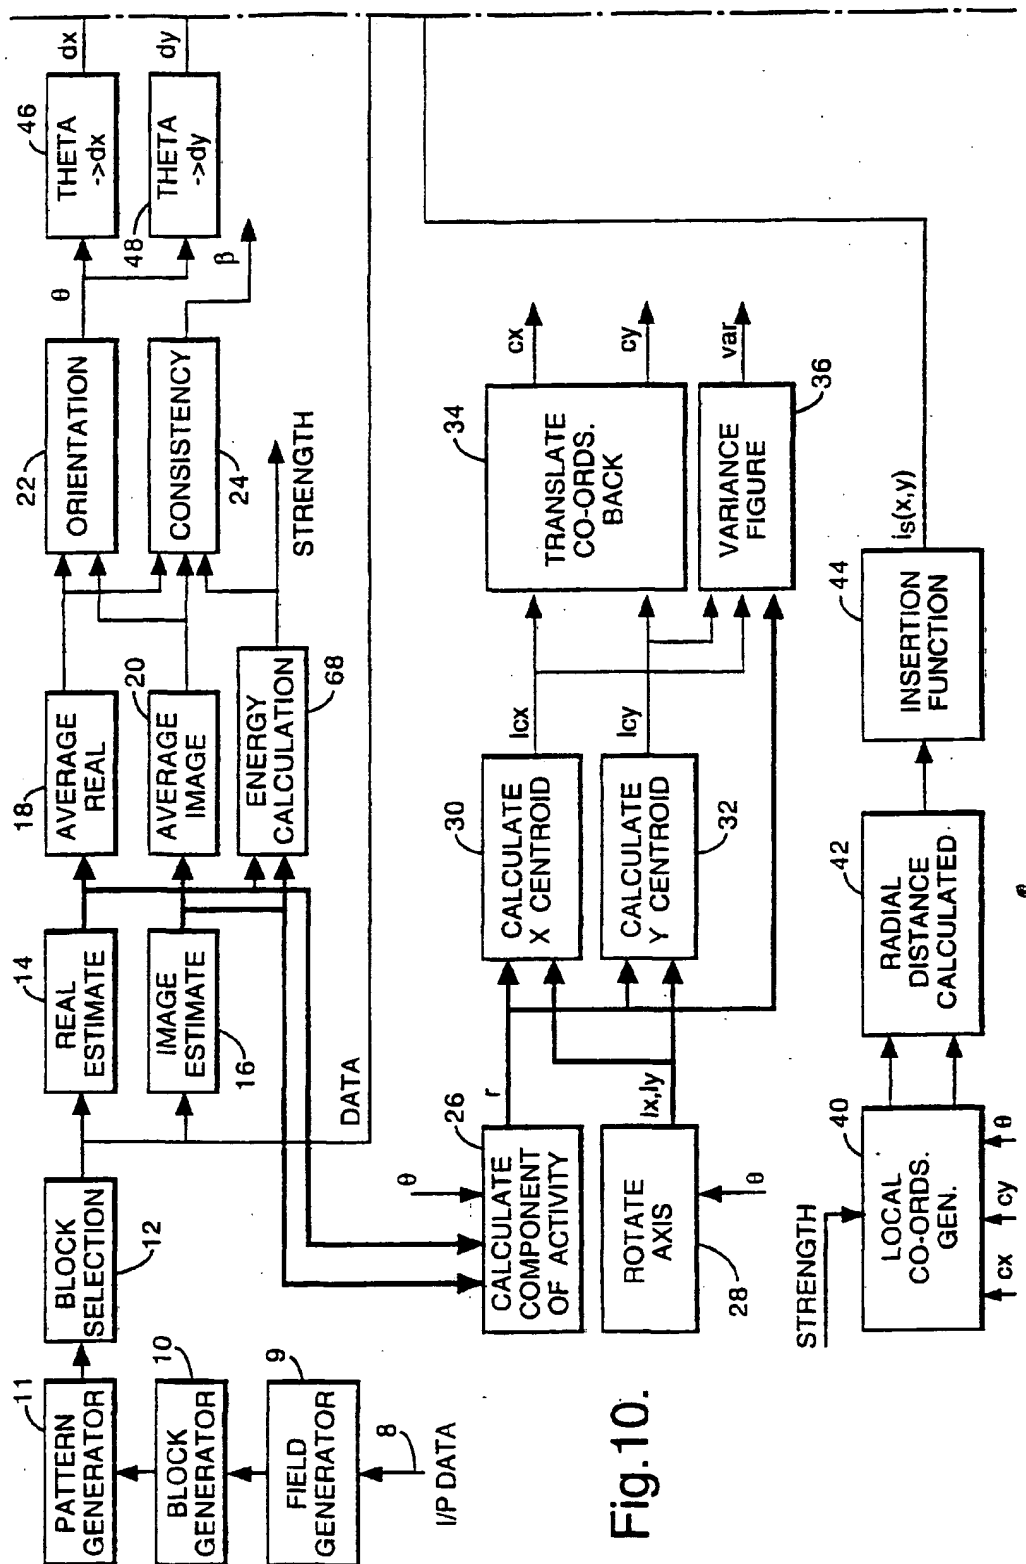 11
PATTERN
GENERATOR
10
BLOCK
GENERATOR
9
FIELD
GENERATOR
8
I/P DATA
BLOCK
SELECTION
12
14
REAL
ESTIMATE
IMAGE
ESTIMATE
16
DATA
18
AVERAGE
REAL
20
AVERAGE
IMAGE
ENERGY
CALCULATION
68
22
ORIENTATION
CONSISTENCY
24
STRENGTH
θ
β
46
THETA
->dx
48
THETA
->dy
dx
dy
θ
26
CALCULATE
COMPONENT
OF ACTIVITY
r
ROTATE
AXIS
28
θ
lx,ly
30
CALCULATE
X CENTROID
CALCULATE
Y CENTROID
32
lcx
lcy
34
TRANSLATE
CO-ORDS.
BACK
VARIANCE
FIGURE
36
cx
cy
var
STRENGTH
40
LOCAL
CO-ORDS.
GEN.
cx
cy
θ
42
RADIAL
DISTANCE
CALCULATED
44
INSERTION
FUNCTION
is(x,y)
Fig.10.